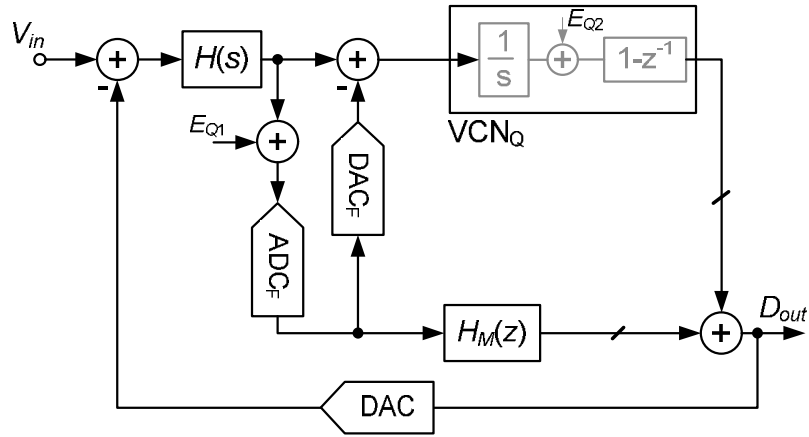 V_in
+
-
H(s)
+
-
1
s
E_Q2
+
1-z^-1
VCN_Q
E_Q1
+
DAC_F
ADC_F
H_M(z)
+
D_out
DAC